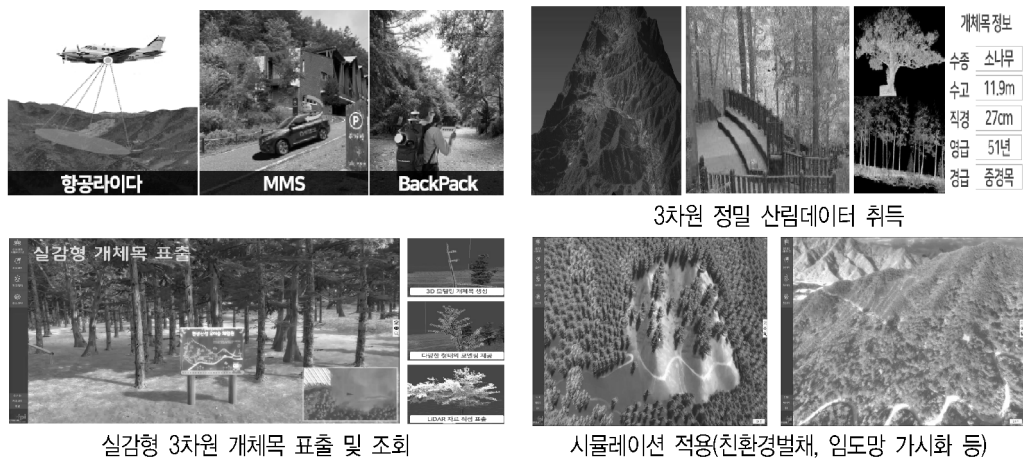 항공라이다
MMS
BackPack
개체목 정보
수종 소나무
수고 11.9m
직경 27cm
영급 51년
경급 중경목
3차원 정밀 산림데이터 취득
실감형 개체목 표출
3D 모델링 개체목 생성
LiDAR 자료 직접 표출
실감형 3차원 개체목 표출 및 조회
시뮬레이션 적용(친환경벌채, 임도망 가시화 등)